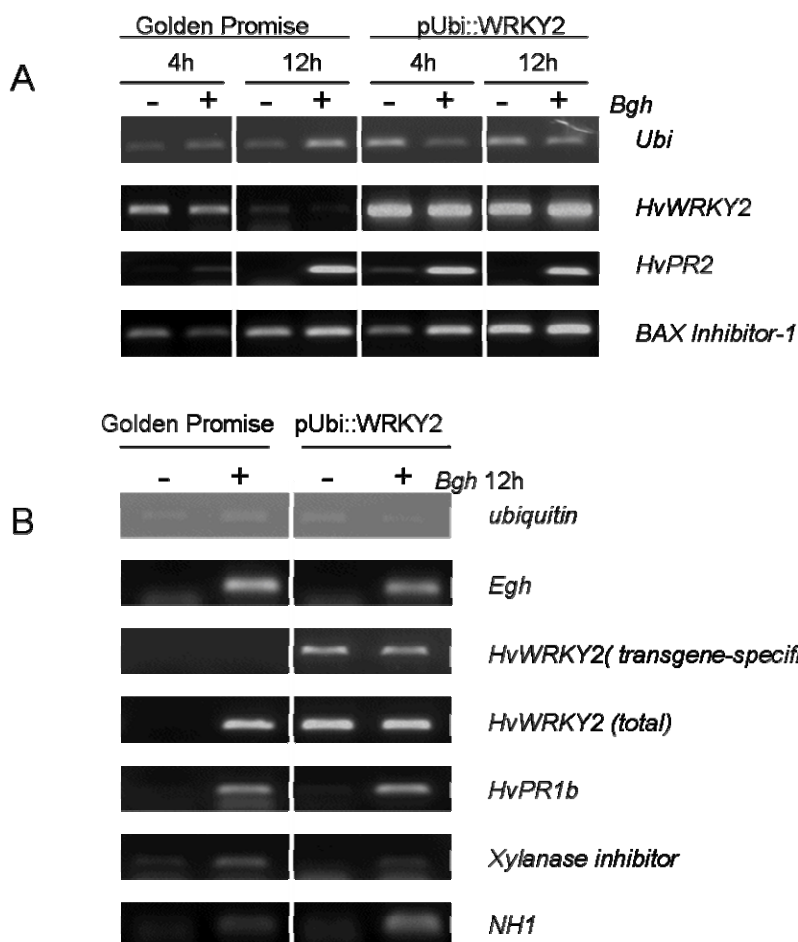 Golden Promise pUbi::WRKY2
4h 12h 4h 12h
A
- + - + - + - + Bgh
Ubi
HvWRKY2
HvPR2
BAX Inhibitor-1
Golden Promise pUbi::WRKY2
- + - + Bgh 12h
B
ubiquitin
Egh
HvWRKY2( transgene-specifi
HvWRKY2 (total)
HvPR1b
Xylanase inhibitor
NH1